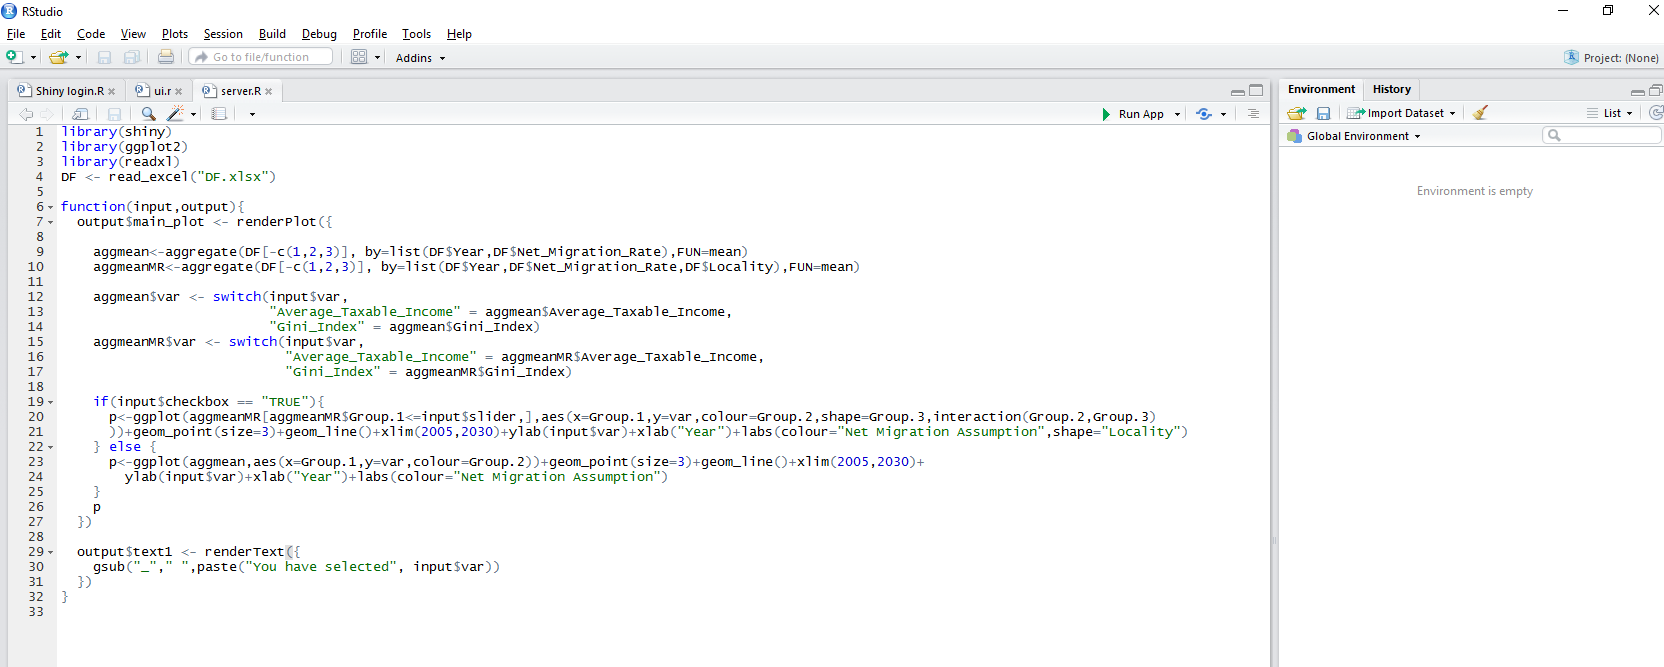 RStudio
File Edit Code View Plots Session Build Debug Profile Tools Help
Go to file/function Addins Project: (None)
Shiny login.R ui.r server.R
Run App
1 library(shiny)
2 library(ggplot2)
3 library(readxl)
4 DF <- read_excel("DF.xlsx")
5
6 function(input,output){
7   output$main_plot <- renderPlot({
8
9     aggmean<-aggregate(DF[-c(1,2,3)], by=list(DF$Year,DF$Net_Migration_Rate),FUN=mean)
10     aggmeanMR<-aggregate(DF[-c(1,2,3)], by=list(DF$Year,DF$Net_Migration_Rate,DF$Locality),FUN=mean)
11
12     aggmean$var <- switch(input$var,
13                           "Average_Taxable_Income" = aggmean$Average_Taxable_Income,
14                           "Gini_Index" = aggmean$Gini_Index)
15     aggmeanMR$var <- switch(input$var,
16                             "Average_Taxable_Income" = aggmeanMR$Average_Taxable_Income,
17                             "Gini_Index" = aggmeanMR$Gini_Index)
18
19     if(input$checkbox == "TRUE"){
20       p<-ggplot(aggmeanMR[aggmeanMR$Group.1<=input$slider,],aes(x=Group.1,y=var,colour=Group.2,shape=Group.3,interaction(Group.2,Group.3)
21       ))+geom_point(size=3)+geom_line()+xlim(2005,2030)+ylab(input$var)+xlab("Year")+labs(colour="Net Migration Assumption",shape="Locality")
22     } else {
23       p<-ggplot(aggmean,aes(x=Group.1,y=var,colour=Group.2))+geom_point(size=3)+geom_line()+xlim(2005,2030)+
24         ylab(input$var)+xlab("Year")+labs(colour="Net Migration Assumption")
25     }
26     p
27   })
28
29   output$text1 <- renderText({
30     gsub("_"," ",paste("You have selected", input$var))
31   })
32 }
33
Environment History
Import Dataset List
Global Environment
Environment is empty